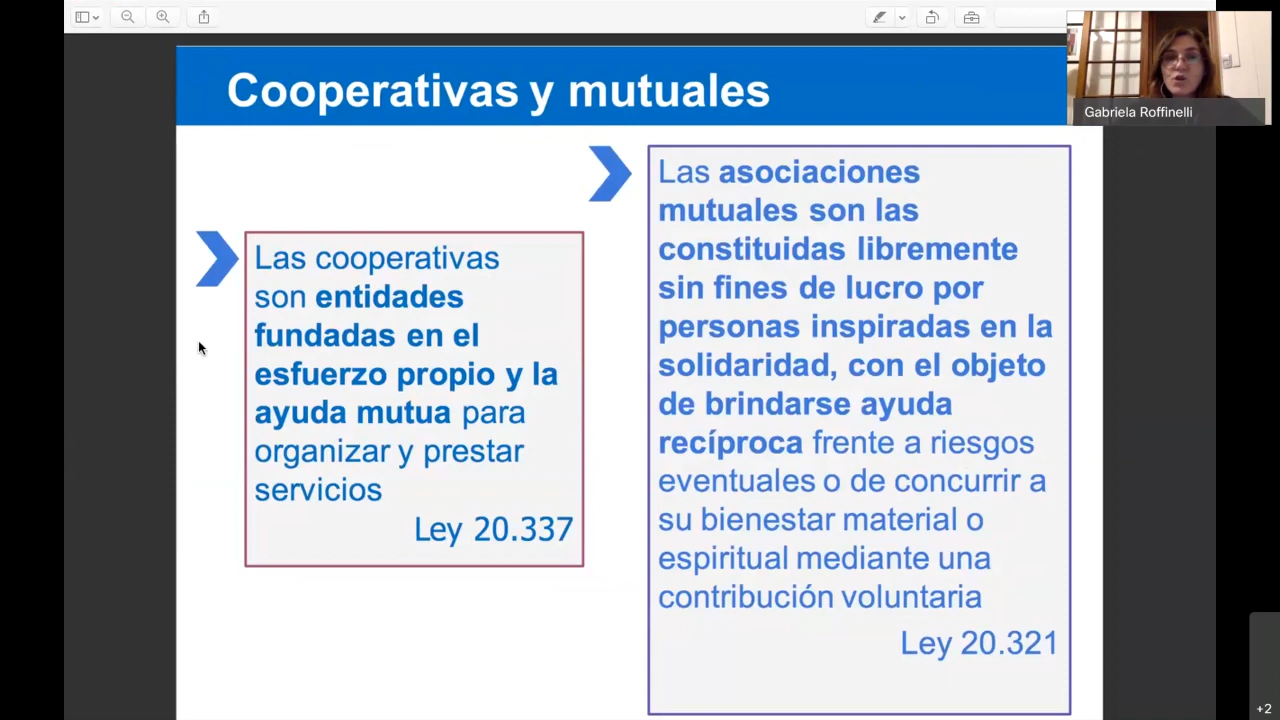 Cooperativas y mutuales
Gabriela Roffinelli
Las cooperativas
son entidades
fundadas en el
esfuerzo propio y la
ayuda mutua para
organizar y prestar
servicios
Ley 20.337
Las asociaciones
mutuales son las
constituidas libremente
sin fines de lucro por
personas inspiradas en la
solidaridad, con el objeto
de brindarse ayuda
recíproca frente a riesgos
eventuales o de concurrir a
su bienestar material o
espiritual mediante una
contribución voluntaria
Ley 20.321
+2